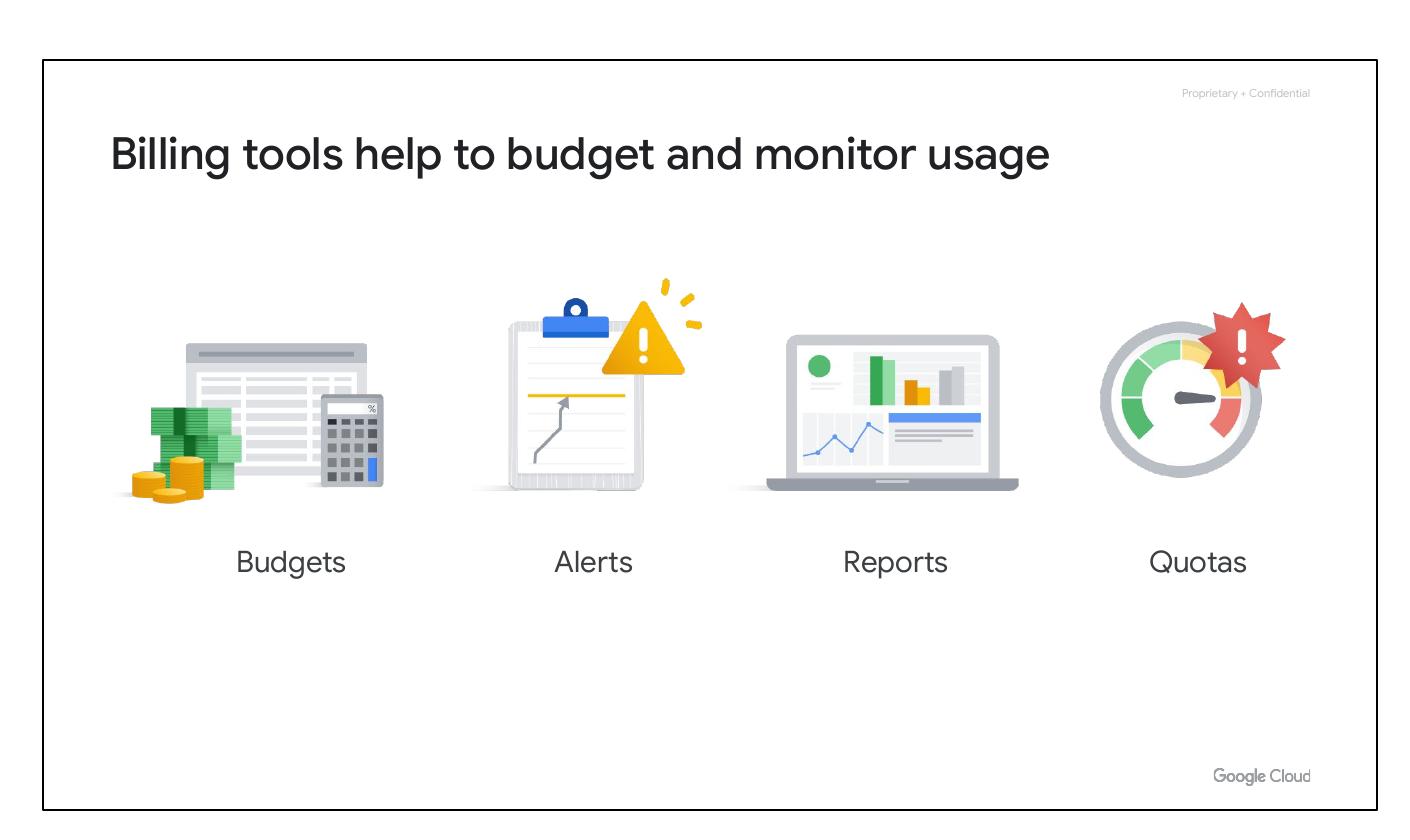 Proprietary + Confidential
Billing tools help to budget and monitor usage
%
Budgets
Alerts
Reports
Quotas
Google Cloud